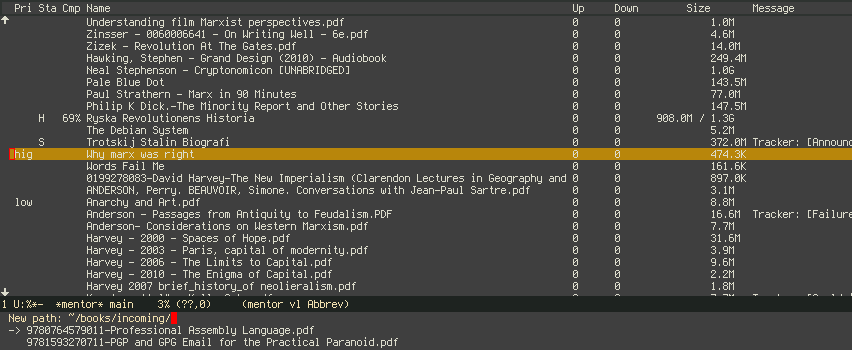 Pri Sta Cmp Name Up Down Size Message
Understanding film Marxist perspectives.pdf 0 0 1.0M
Zinsser - 0060006641 - On Writing Well - 6e.pdf 0 0 4.6M
Zizek - Revolution At The Gates.pdf 0 0 14.0M
Hawking, Stephen - Grand Design (2010) - Audiobook 0 0 249.4M
Neal Stephenson - Cryptonomicon [UNABRIDGED] 0 0 1.0G
Pale Blue Dot 0 0 143.5M
Paul Strathern - Marx in 90 Minutes 0 0 77.0M
Philip K Dick.-The Minority Report and Other Stories 0 0 147.5M
H 69% Ryska Revolutionens Historia 0 0 908.0M / 1.3G
The Debian System 0 0 5.2M
S Trotskij Stalin Biografi 0 0 372.0M Tracker: [Announc
hig Why marx was right 0 0 474.3K
Words Fail Me 0 0 161.6K
0199278083-David Harvey-The New Imperialism (Clarendon Lectures in Geography and 0 0 897.0K
ANDERSON, Perry. BEAUVOIR, Simone. Conversations with Jean-Paul Sartre.pdf 0 0 3.1M
low Anarchy and Art.pdf 0 0 8.8M
Anderson - Passages from Antiquity to Feudalism.PDF 0 0 16.6M Tracker: [Failure
Anderson- Considerations on Western Marxism.pdf 0 0 7.7M
Harvey - 2000 - Spaces of Hope.pdf 0 0 31.6M
Harvey - 2003 - Paris, capital of modernity.pdf 0 0 3.9M
Harvey - 2006 - The Limits to Capital.pdf 0 0 9.6M
Harvey - 2010 - The Enigma of Capital.pdf 0 0 2.2M
Harvey 2007 brief_history_of neolieralism.pdf 0 0 1.8M
1 U:%*- *mentor* main 3% (??,0) (mentor vl Abbrev)
New path: ~/books/incoming/
-> 9780764579011-Professional Assembly Language.pdf
9781593270711-PGP and GPG Email for the Practical Paranoid.pdf